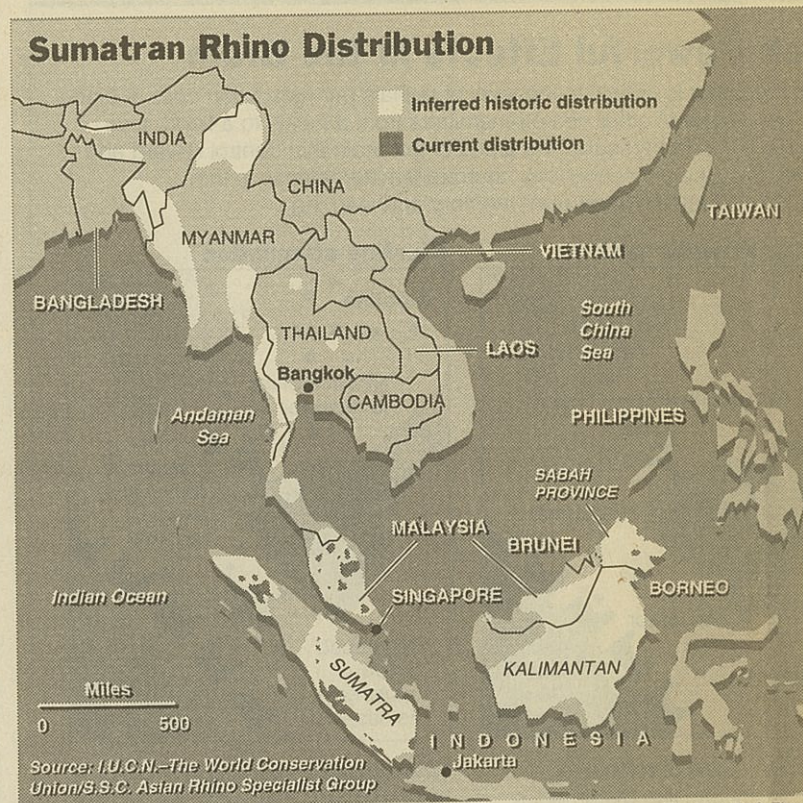 Sumatran Rhino Distribution
Inferred historic distribution
Current distribution
INDIA
CHINA
TAIWAN
MYANMAR
VIETNAM
BANGLADESH
South
China
Sea
THAILAND
LAOS
Bangkok
CAMBODIA
Andaman
Sea
PHILIPPINES
SABAH
PROVINCE
MALAYSIA
BRUNEI
Indian Ocean
SINGAPORE
BORNEO
KALIMANTAN
SUMATRA
Miles
0 500
INDONESIA
Jakarta
Source: I.U.C.N.–The World Conservation
Union/S.S.C. Asian Rhino Specialist Group